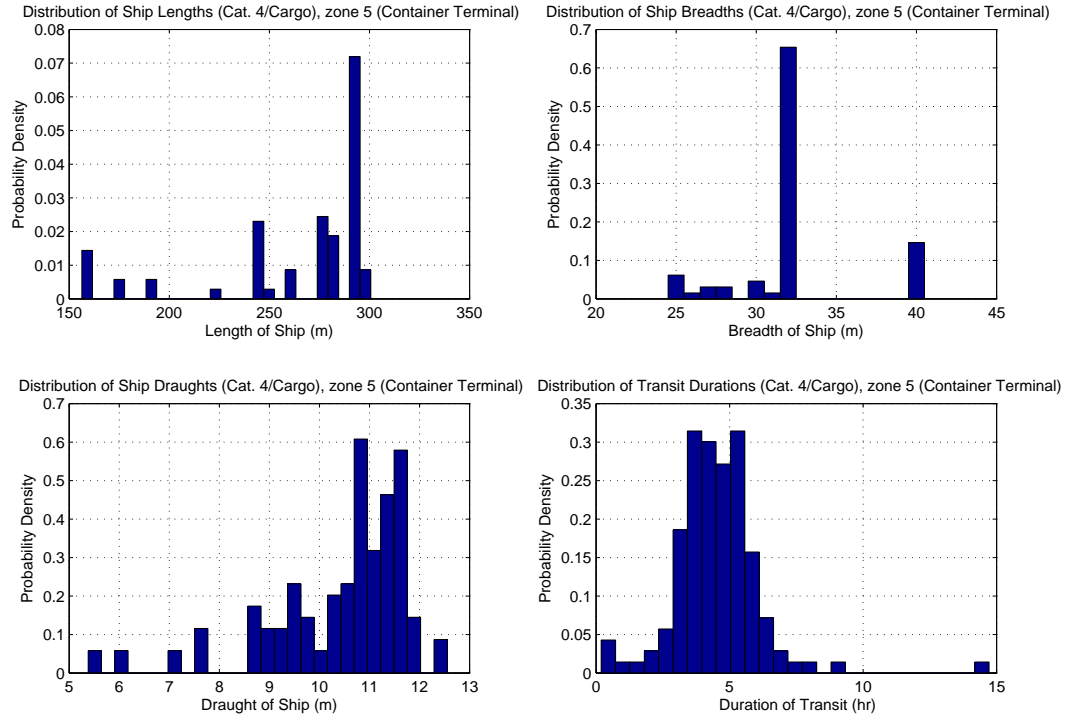 Distribution of Ship Lengths (Cat. 4/Cargo), zone 5 (Container Terminal)
0.08
0.07
0.06
0.05
0.04
0.03
0.02
0.01
0
Probability Density
150 200 250 300 350
Length of Ship (m)
Distribution of Ship Breadths (Cat. 4/Cargo), zone 5 (Container Terminal)
0.7
0.6
0.5
0.4
0.3
0.2
0.1
0
Probability Density
20 25 30 35 40 45
Breadth of Ship (m)
Distribution of Ship Draughts (Cat. 4/Cargo), zone 5 (Container Terminal)
0.7
0.6
0.5
0.4
0.3
0.2
0.1
0
Probability Density
5 6 7 8 9 10 11 12 13
Draught of Ship (m)
Distribution of Transit Durations (Cat. 4/Cargo), zone 5 (Container Terminal)
0.35
0.3
0.25
0.2
0.15
0.1
0.05
0
Probability Density
0 5 10 15
Duration of Transit (hr)